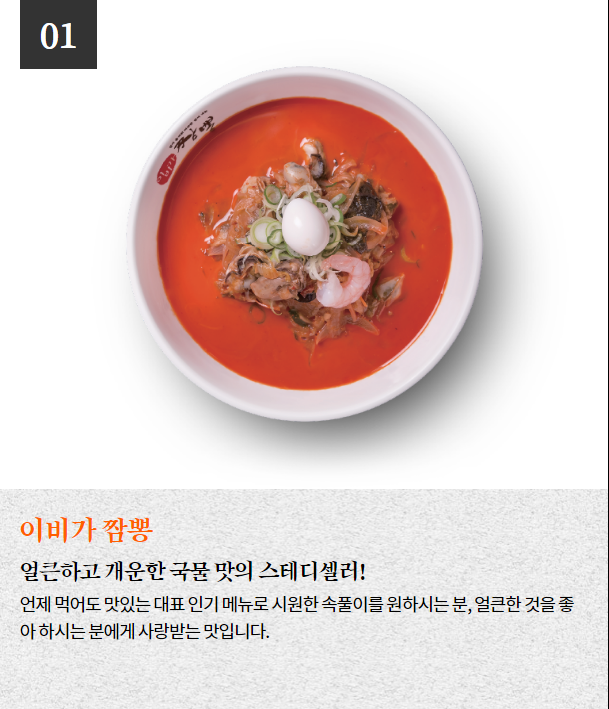 01
이비가 짬뽕
얼큰하고 개운한 국물 맛의 스테디셀러!
언제 먹어도 맛있는 대표 인기 메뉴로 시원한 속풀이를 원하시는 분, 얼큰한 것을 좋
아 하시는 분에게 사랑받는 맛입니다.